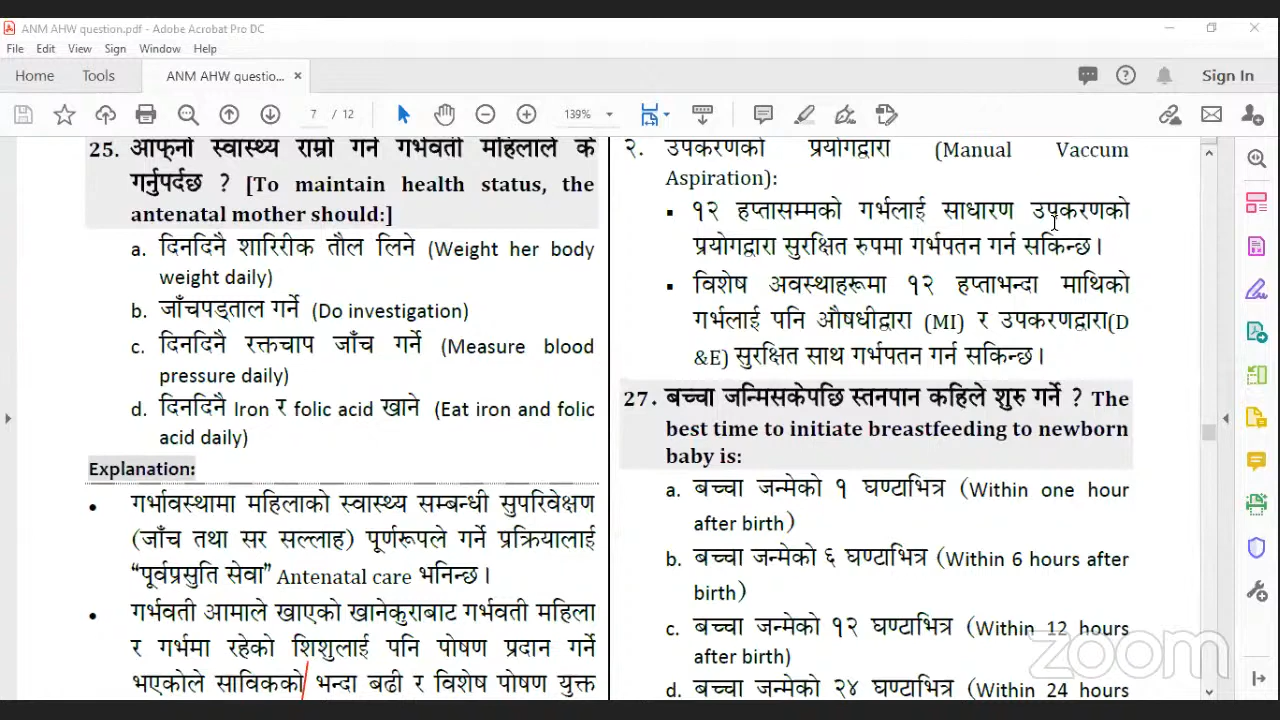 ANM AHW question.pdf - Adobe Acrobat Pro DC
File Edit View Sign Window Help
Home Tools ANM AHW questio... × Sign In
7 / 12 139%
25. आफ्नो स्वास्थ्य राम्रो गर्न गर्भवती महिलाले के
गर्नुपर्दछ ? [To maintain health status, the
antenatal mother should:]
a. दिनदिनै शारिरीक तौल लिने (Weight her body
weight daily)
b. जाँचपड्ताल गर्ने (Do investigation)
c. दिनदिनै रक्तचाप जाँच गर्ने (Measure blood
pressure daily)
d. दिनदिनै Iron र folic acid खाने (Eat iron and folic
acid daily)
Explanation:
• गर्भावस्थामा महिलाको स्वास्थ्य सम्बन्धी सुपरिवेक्षण
(जाँच तथा सर सल्लाह) पूर्णरूपले गर्ने प्रक्रियालाई
“पूर्वप्रसुति सेवा” Antenatal care भनिन्छ।
• गर्भवती आमाले खाएको खानेकुराबाट गर्भवती महिला
र गर्भमा रहेको शिशुलाई पनि पोषण प्रदान गर्ने
भएकोले साविकको भन्दा बढी र विशेष पोषण युक्त
२. उपकरणको प्रयोगद्वारा (Manual Vaccum
Aspiration):
▪ १२ हप्तासम्मको गर्भलाई साधारण उपकरणको
प्रयोगद्वारा सुरक्षित रुपमा गर्भपतन गर्न सकिन्छ।
▪ विशेष अवस्थाहरूमा १२ हप्ताभन्दा माथिको
गर्भलाई पनि औषधीद्वारा (MI) र उपकरणद्वारा(D
&E) सुरक्षित साथ गर्भपतन गर्न सकिन्छ।
27. बच्चा जन्मिसकेपछि स्तनपान कहिले शुरु गर्ने ? The
best time to initiate breastfeeding to newborn
baby is:
a. बच्चा जन्मेको १ घण्टाभित्र (Within one hour
after birth)
b. बच्चा जन्मेको ६ घण्टाभित्र (Within 6 hours after
birth)
c. बच्चा जन्मेको १२ घण्टाभित्र (Within 12 hours
after birth)
d. बच्चा जन्मेको २४ घण्टाभित्र (Within 24 hours
zoom